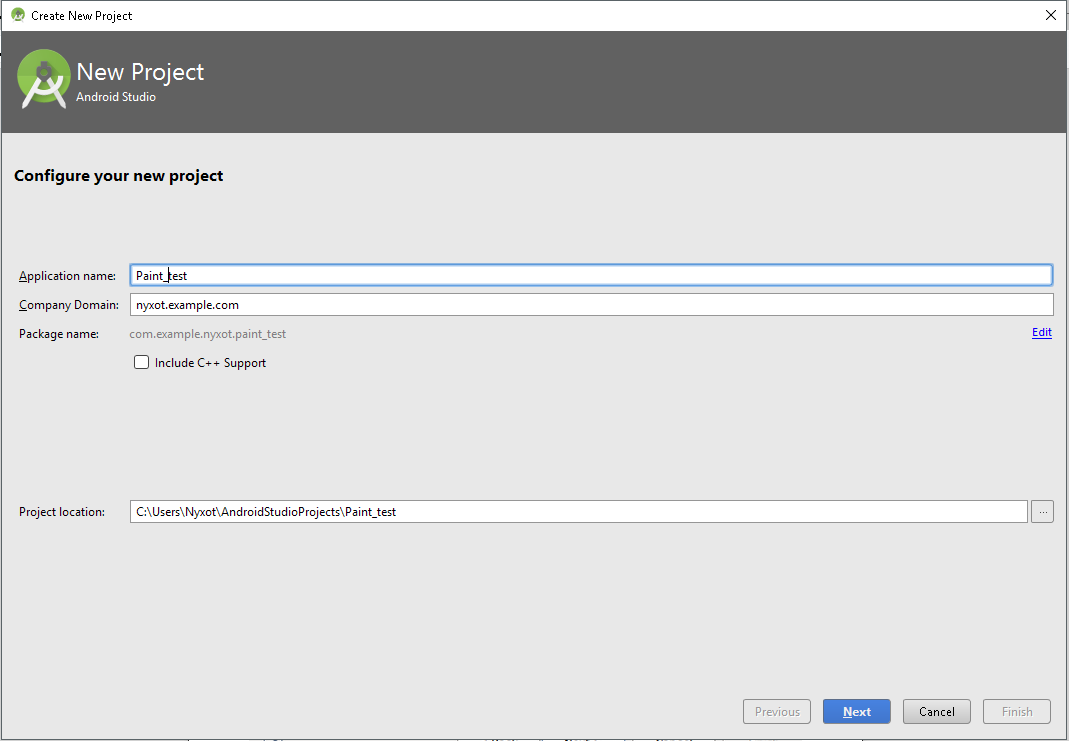 Create New Project
New Project
Android Studio
Configure your new project
Application name: Paint_test
Company Domain: nyxot.example.com
Package name: com.example.nyxot.paint_test Edit
Include C++ Support
Project location: C:\Users\Nyxot\AndroidStudioProjects\Paint_test ...
Previous Next Cancel Finish